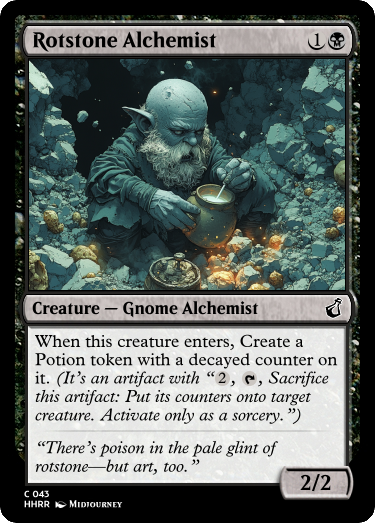 Rotstone Alchemist 1
Creature — Gnome Alchemist
When this creature enters, Create a
Potion token with a decayed counter on
it. (It's an artifact with “2, , Sacrifice
this artifact: Put its counters onto target
creature. Activate only as a sorcery.”)
“There's poison in the pale glint of
rotstone—but art, too.”
2/2
C 043
HHRR Midjourney